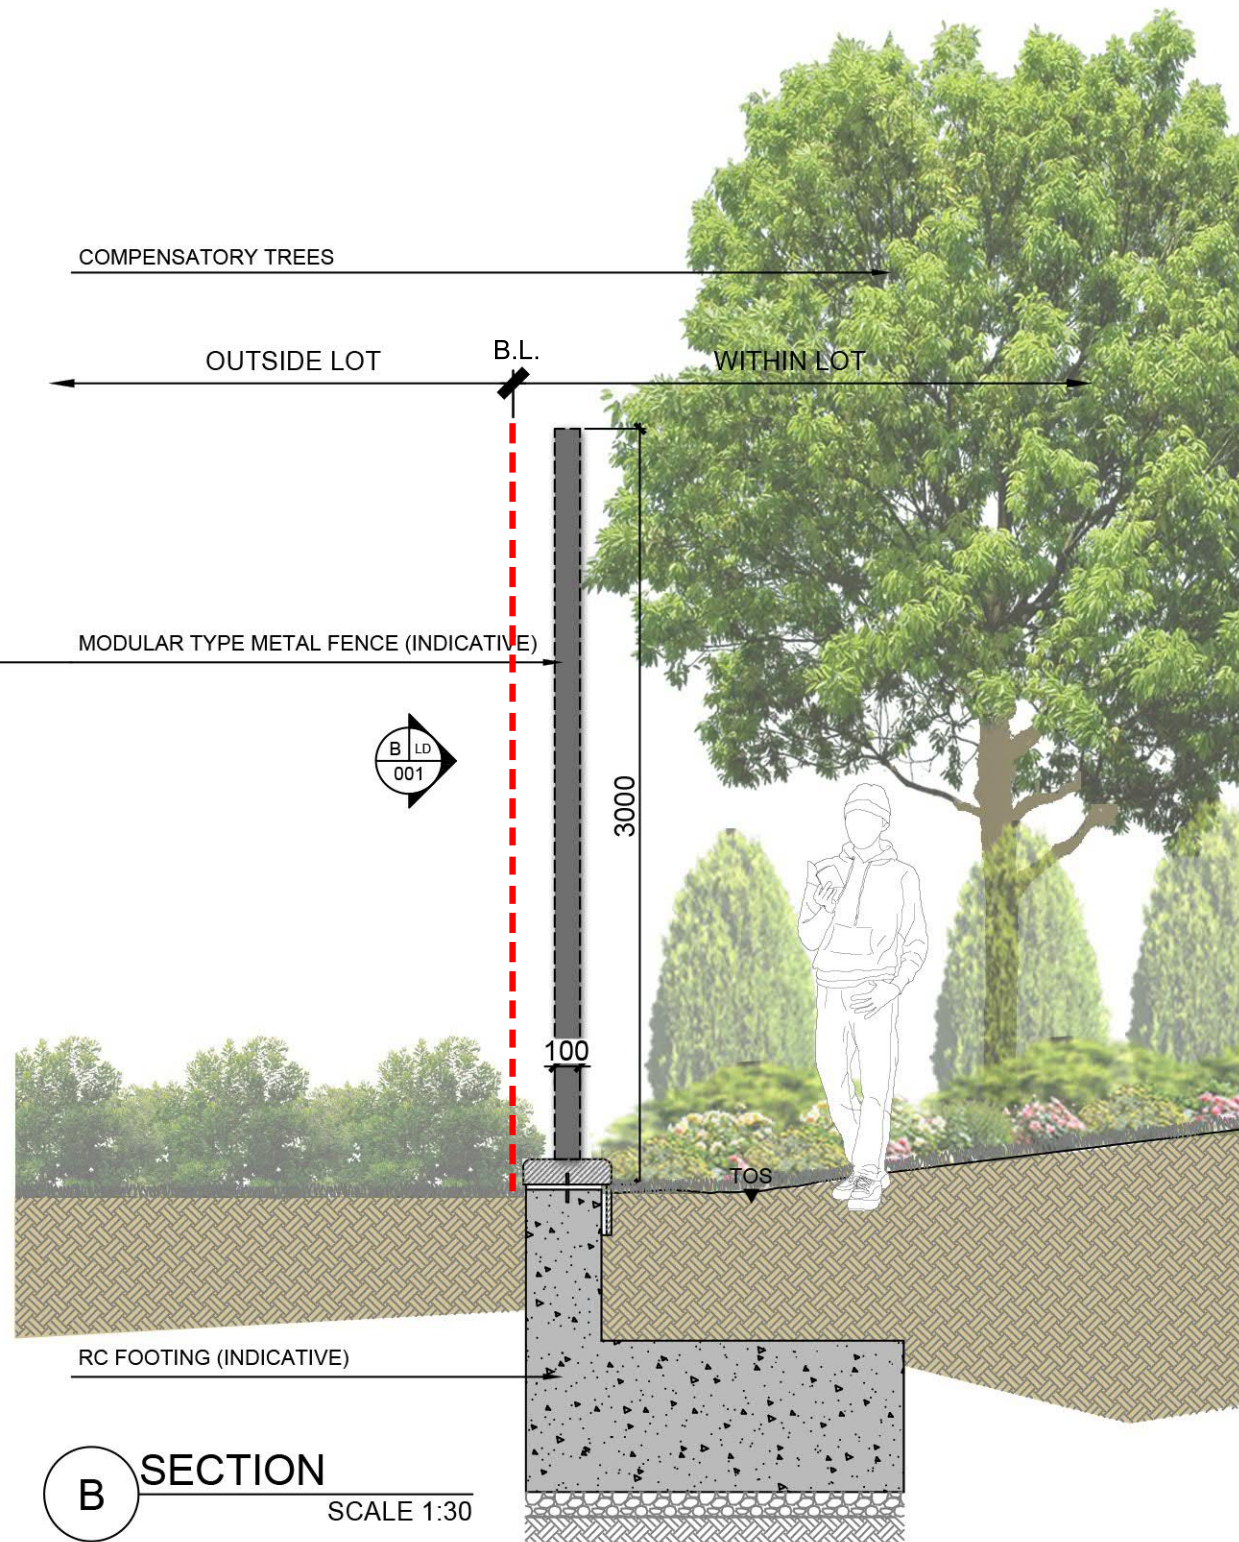 COMPENSATORY TREES
B.L.
OUTSIDE LOT
WITHIN LOT
MODULAR TYPE METAL FENCE (INDICATIVE)
B LD
001
3000
100
TOS
RC FOOTING (INDICATIVE)
B SECTION
SCALE 1:30